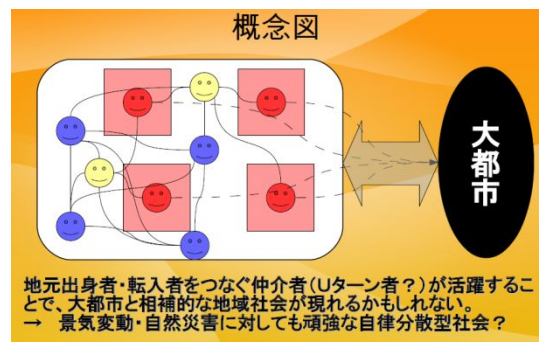 概念図
大都市
地元出身者・転入者をつなぐ仲介者(Uターン者?)が活躍するこ
とで、大都市と相補的な地域社会が現れるかもしれない。
→ 景気変動・自然災害に対しても頑強な自律分散型社会?